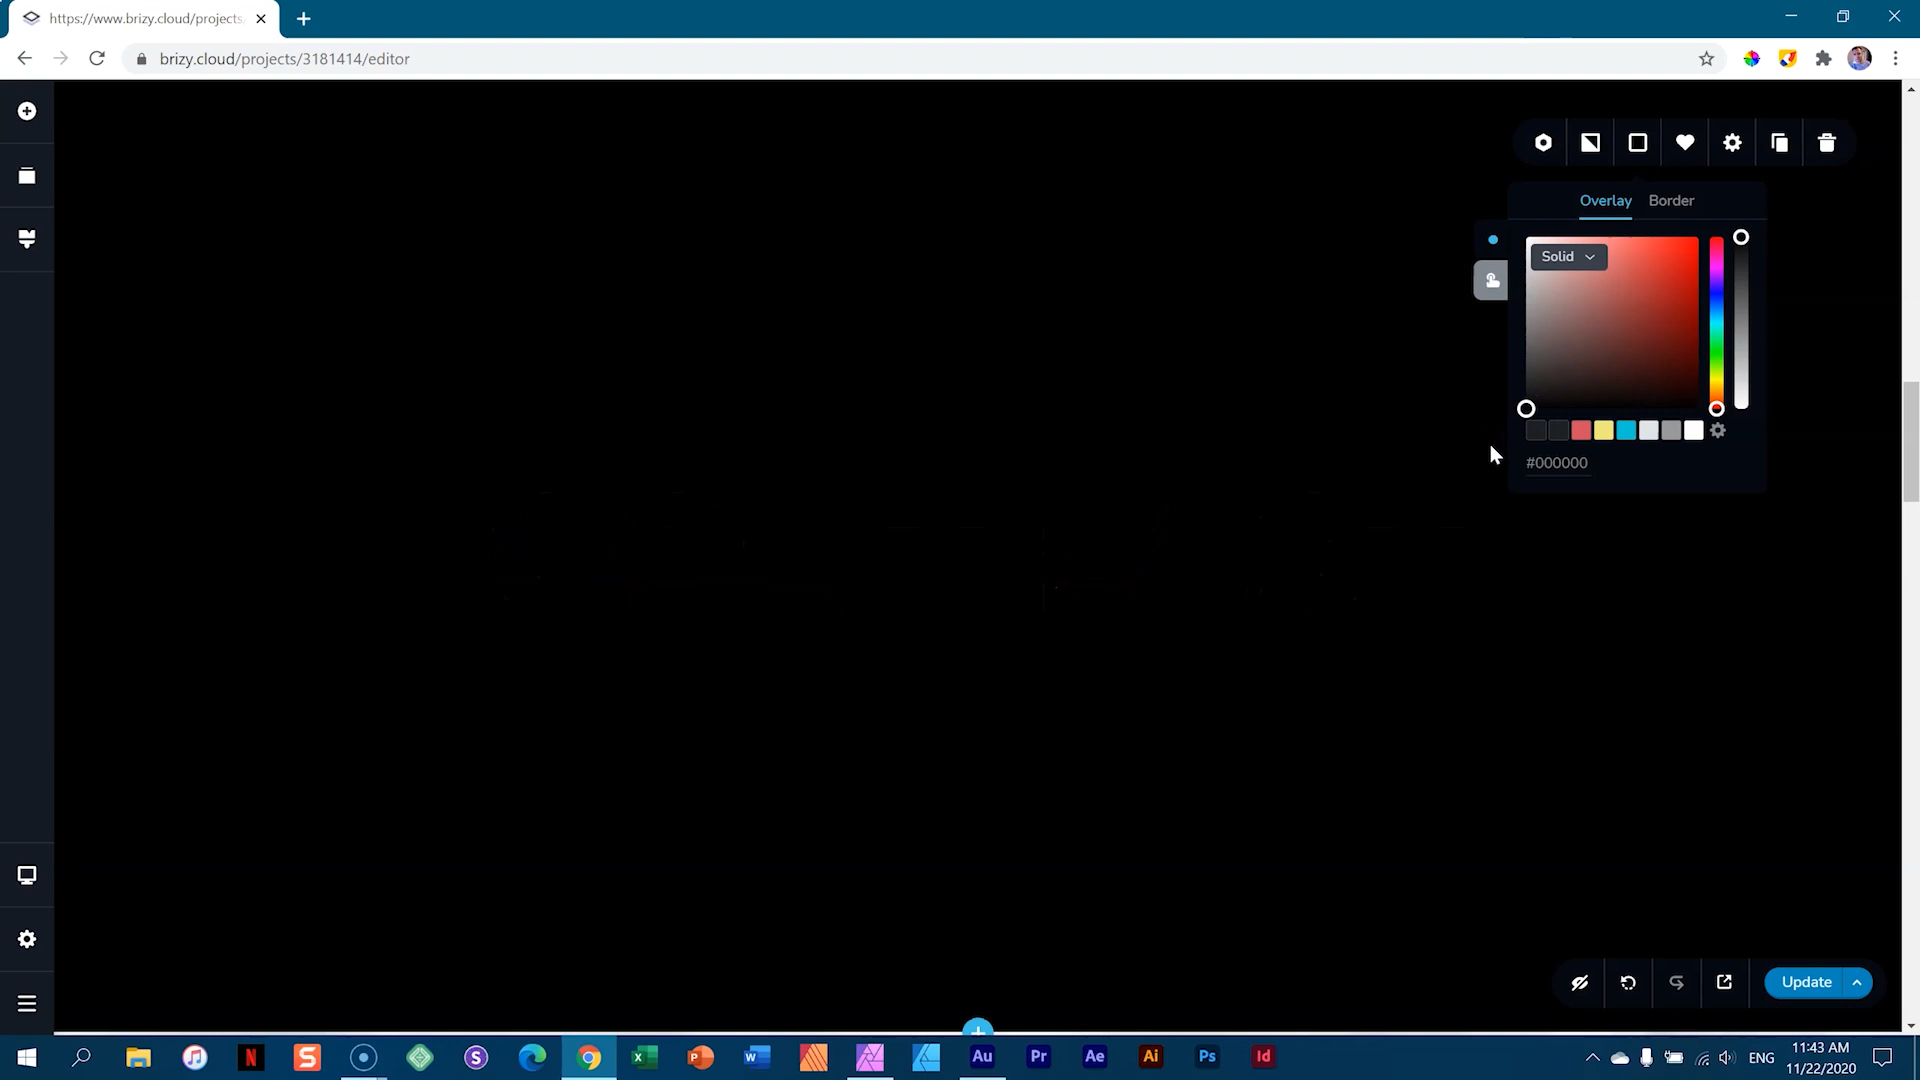 https://www.brizy.cloud/projects
brizy.cloud/projects/3181414/editor
Overlay Border
Solid
#000000
Update
N
S
S
X
P
W
Au
Pr
Ae
Ai
Ps
Id
ENG
11:43 AM
11/22/2020